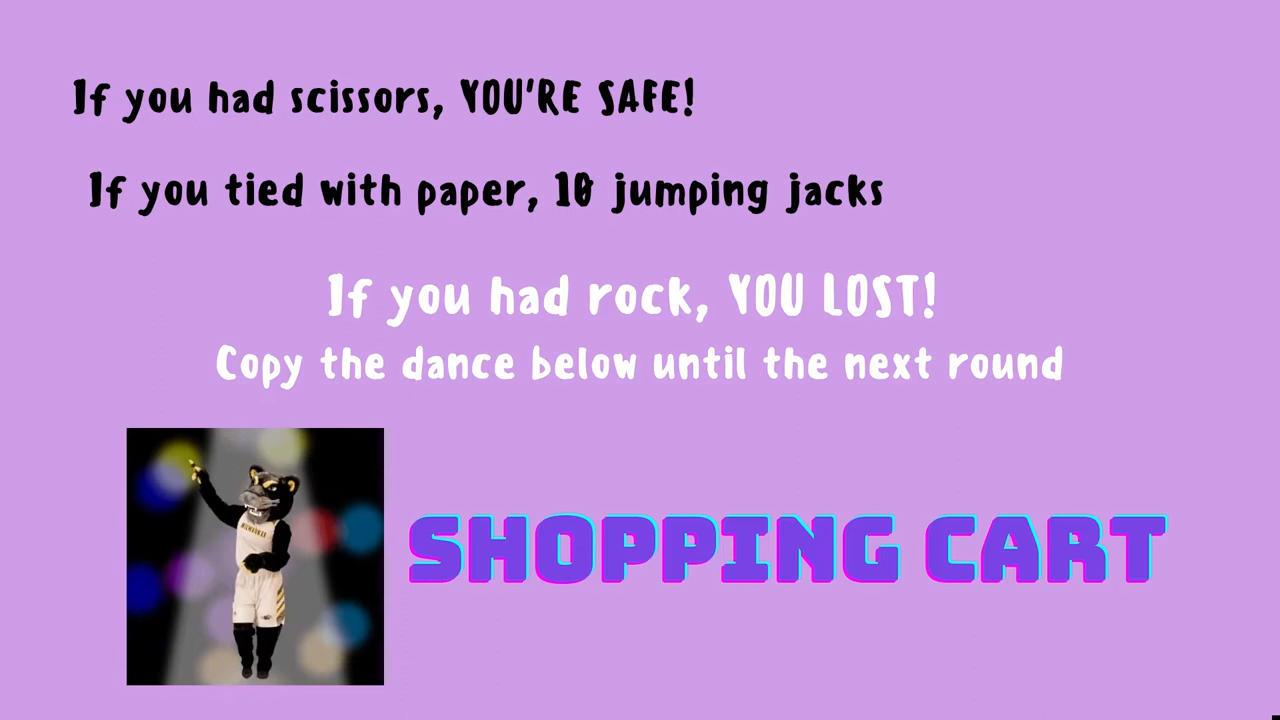 If you had scissors, YOU'RE SAFE!
If you tied with paper, 10 jumping jacks
If you had rock, YOU LOST!
Copy the dance below until the next round
MILWAUKEE
SHOPPING CART